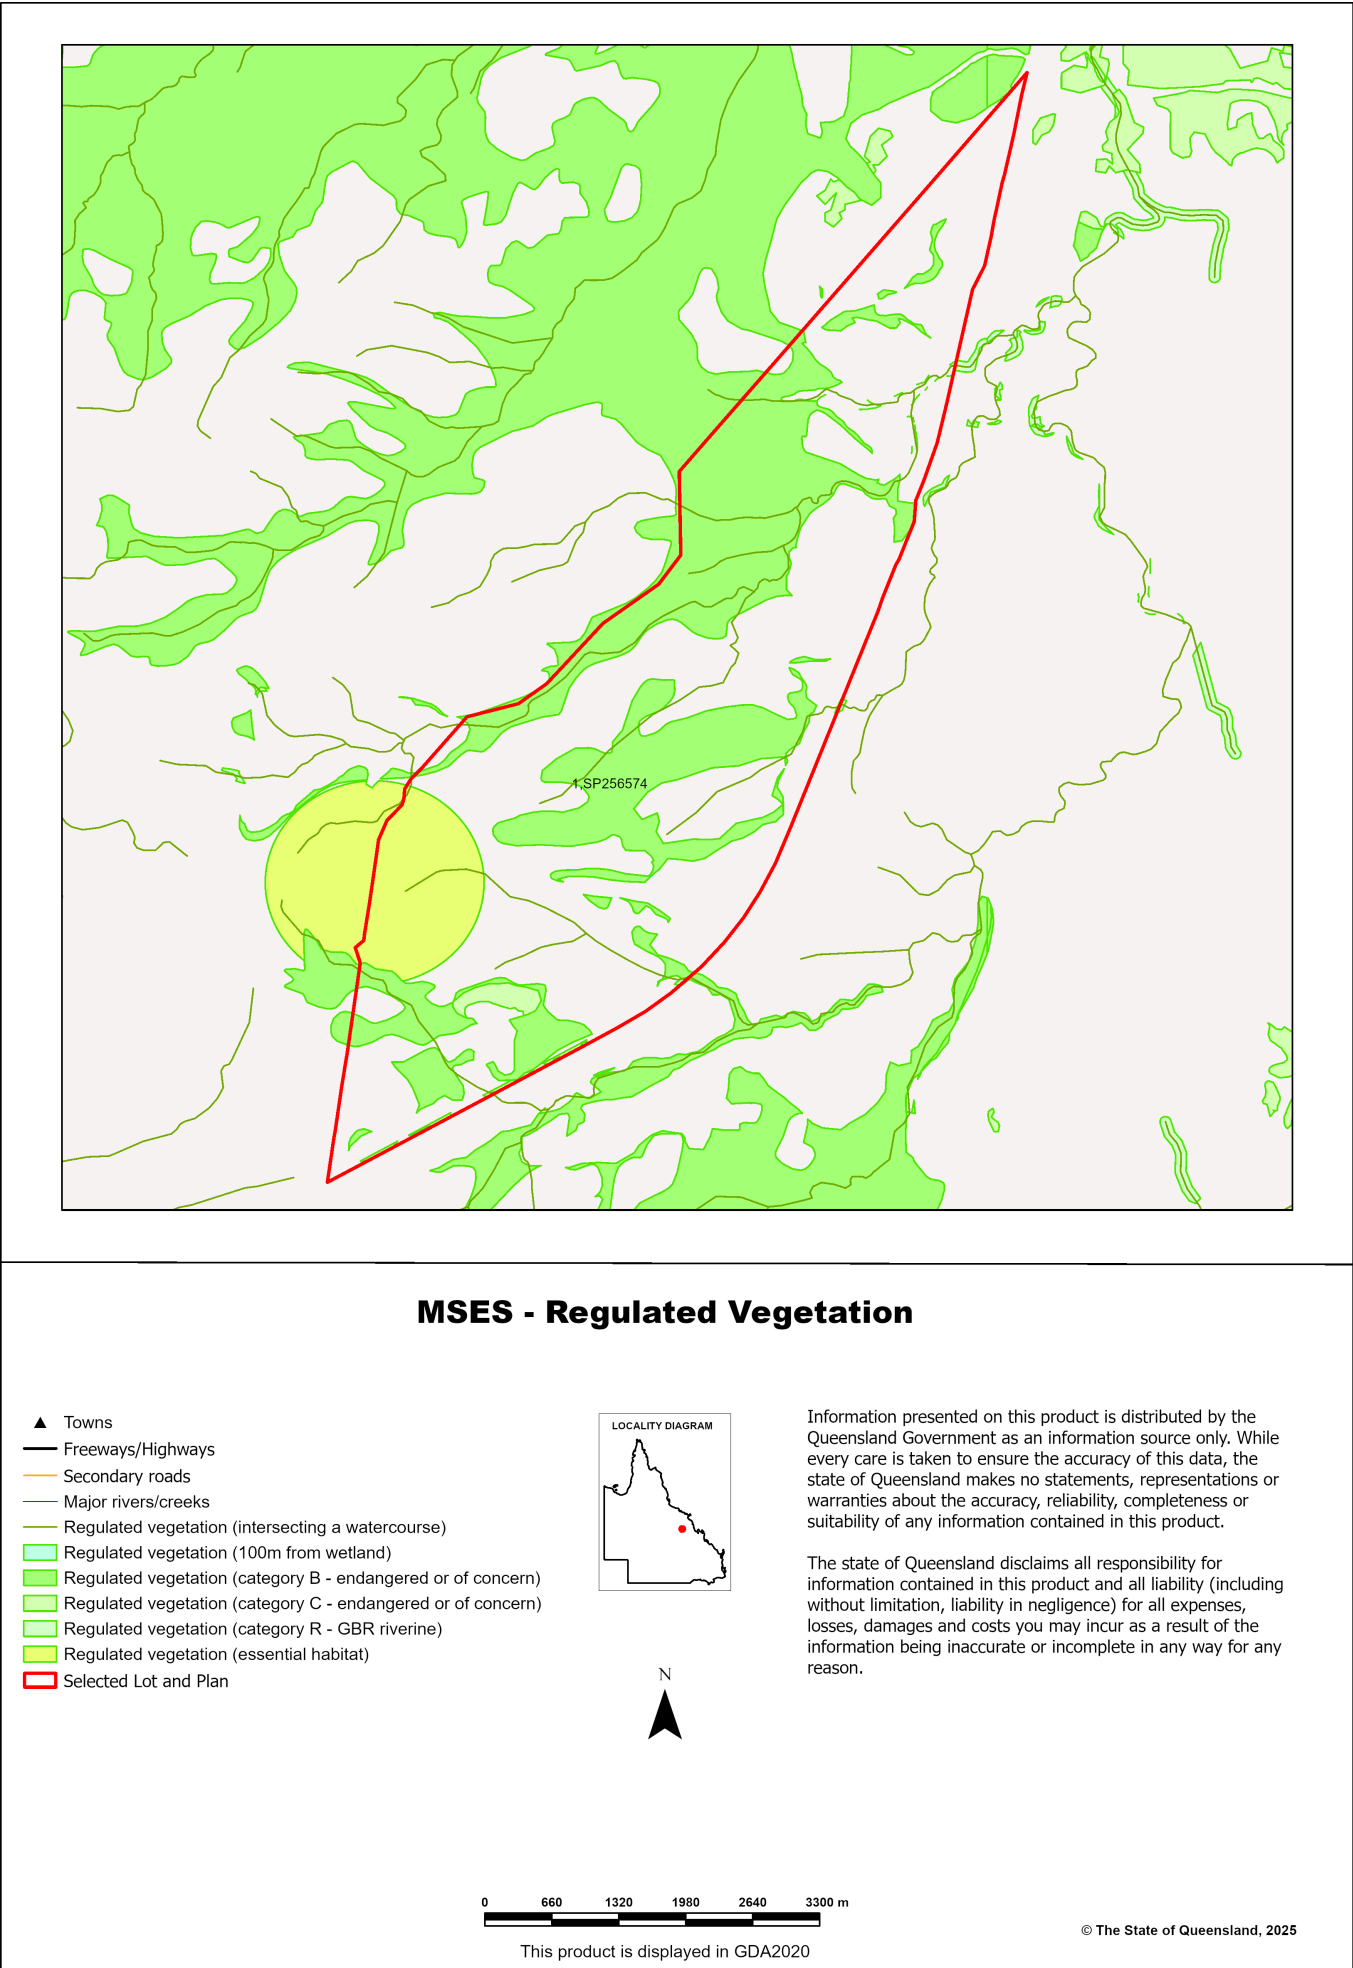 1,SP256574
MSES - Regulated Vegetation
Towns
Freeways/Highways
Secondary roads
Major rivers/creeks
Regulated vegetation (intersecting a watercourse)
Regulated vegetation (100m from wetland)
Regulated vegetation (category B - endangered or of concern)
Regulated vegetation (category C - endangered or of concern)
Regulated vegetation (category R - GBR riverine)
Regulated vegetation (essential habitat)
Selected Lot and Plan
LOCALITY DIAGRAM
N
Information presented on this product is distributed by the
Queensland Government as an information source only. While
every care is taken to ensure the accuracy of this data, the
state of Queensland makes no statements, representations or
warranties about the accuracy, reliability, completeness or
suitability of any information contained in this product.
The state of Queensland disclaims all responsibility for
information contained in this product and all liability (including
without limitation, liability in negligence) for all expenses,
losses, damages and costs you may incur as a result of the
information being inaccurate or incomplete in any way for any
reason.
0 660 1320 1980 2640 3300 m
This product is displayed in GDA2020
© The State of Queensland, 2025